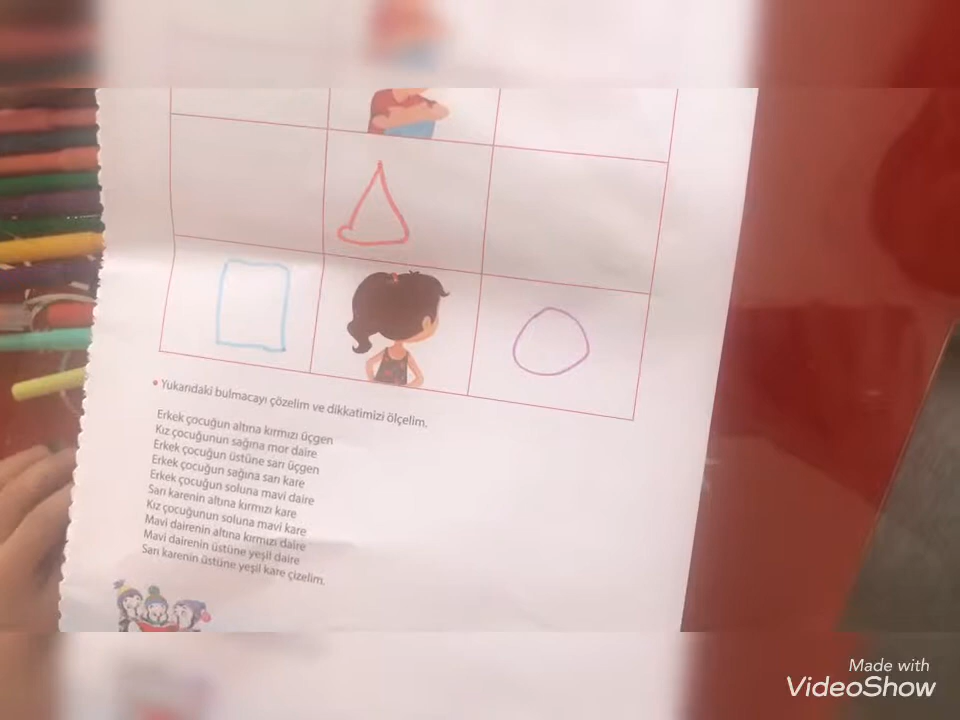 Yukarıdaki bulmacayı çözelim ve dikkatimizi ölçelim.
Erkek çocuğun altına kırmızı üçgen
Kız çocuğunun sağına mor daire
Erkek çocuğun üstüne sarı üçgen
Erkek çocuğun sağına sarı kare
Erkek çocuğun soluna mavi daire
Sarı karenin altına kırmızı kare
Kız çocuğunun soluna mavi kare
Mavi dairenin altına kırmızı daire
Mavi dairenin üstüne yeşil daire
Sarı karenin üstüne yeşil kare çizelim.
Made with
VideoShow